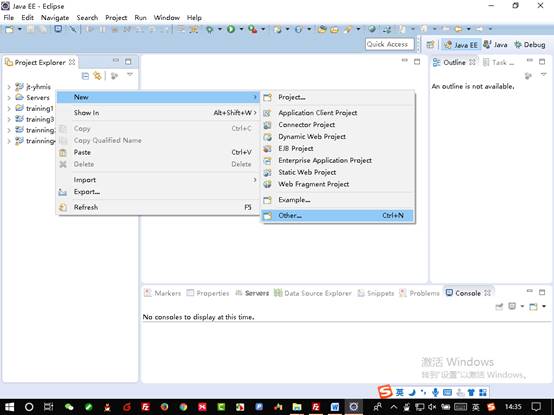 Java EE - Eclipse
File Edit Navigate Search Project Run Window Help
Quick Access
Java EE Java Debug
Project Explorer
Outline Task ...
jt-yhmis
Servers
training1
training3
An outline is not available.
New
Show In Alt+Shift+W
Copy Ctrl+C
Copy Qualified Name
Paste Ctrl+V
Delete Delete
Import
Export...
Refresh F5
Project...
Application Client Project
Connector Project
Dynamic Web Project
EJB Project
Enterprise Application Project
Static Web Project
Web Fragment Project
Example...
Other... Ctrl+N
Markers Properties Servers Data Source Explorer Snippets Problems Console
No consoles to display at this time.
激活 Windows
转到"设置"以激活 Windows。
英
英 14:35